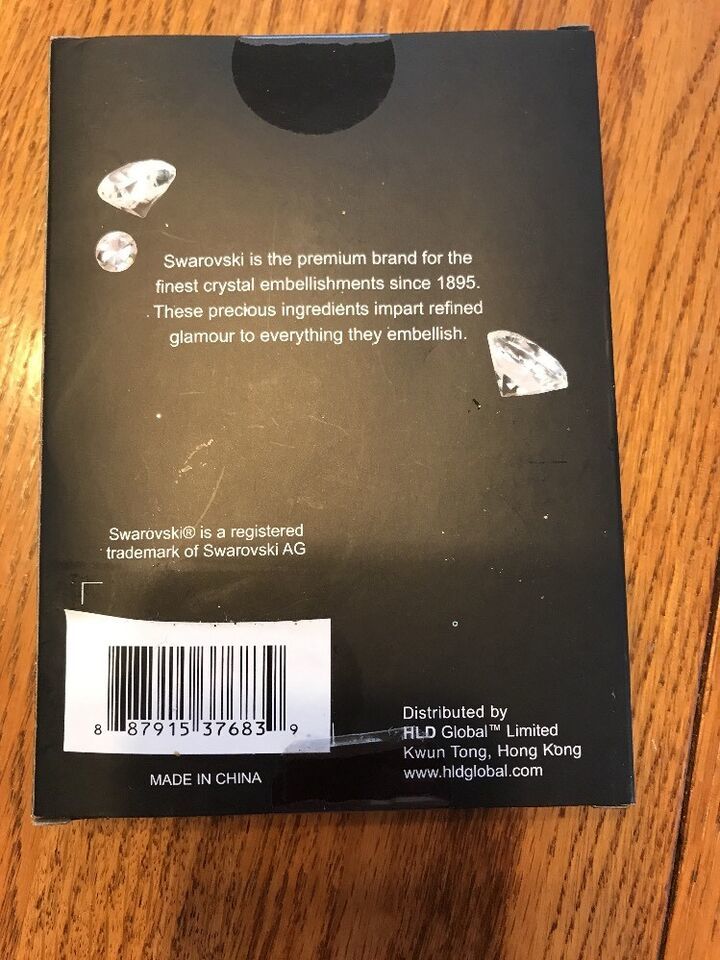 Swarovski is the premium brand for the
finest crystal embellishments since 1895.
These precious ingredients impart refined
glamour to everything they embellish.
Swarovski® is a registered
trademark of Swarovski AG
8 87915 37683 9
MADE IN CHINA
Distributed by
HLD Global™ Limited
Kwun Tong, Hong Kong
www.hldglobal.com